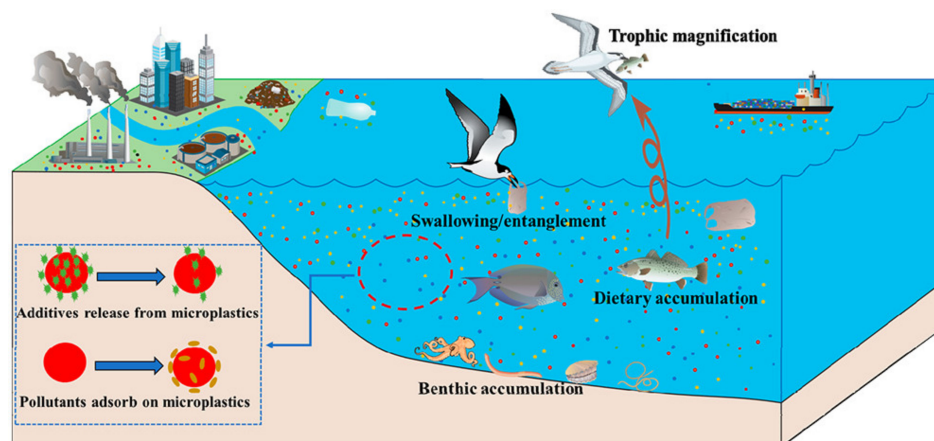 Trophic magnification
Swallowing/entanglement
Dietary accumulation
Additives release from microplastics
Pollutants adsorb on microplastics
Benthic accumulation